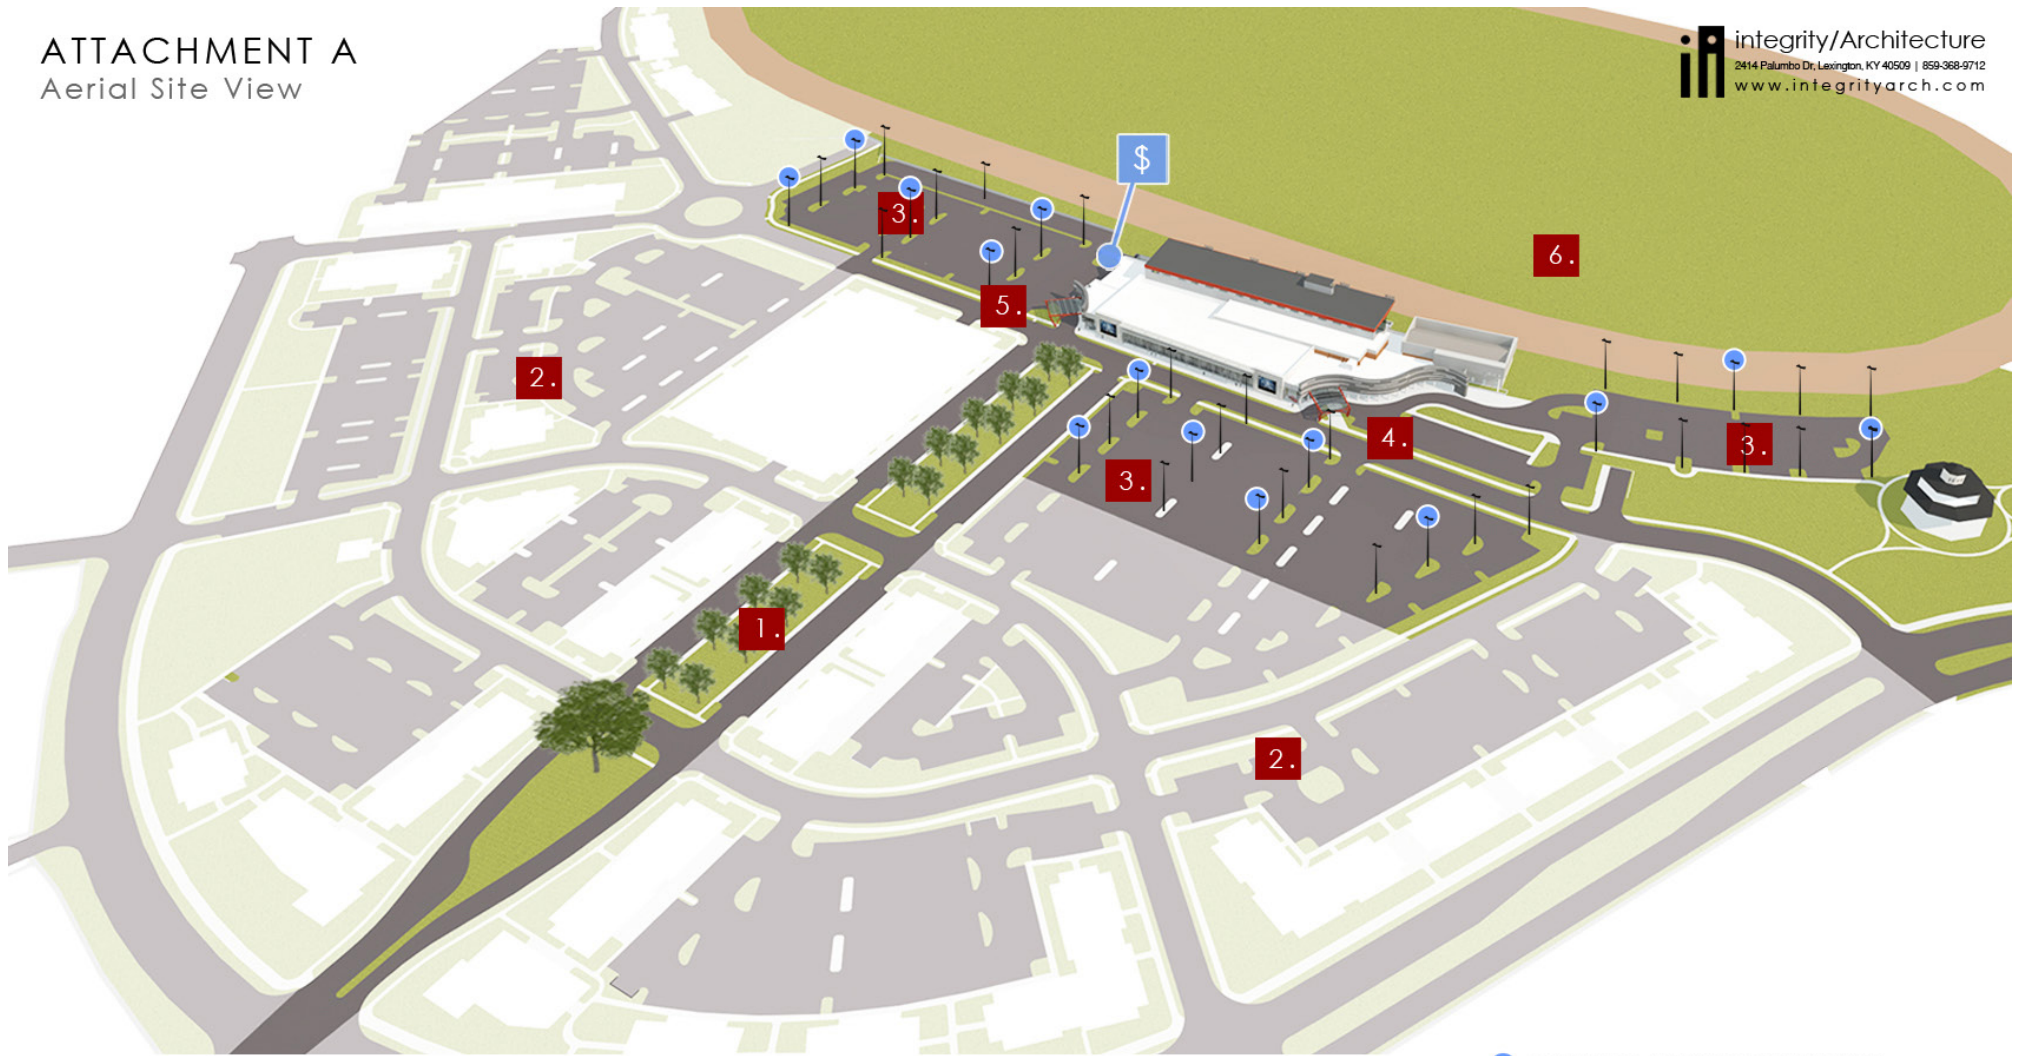 ATTACHMENT A
Aerial Site View
integrity/Architecture
2414 Palumbo Dr, Lexington, KY 40509 | 859-368-9712
www.integrityarch.com
$
3.
6.
5.
2.
4.
3.
3.
1.
2.